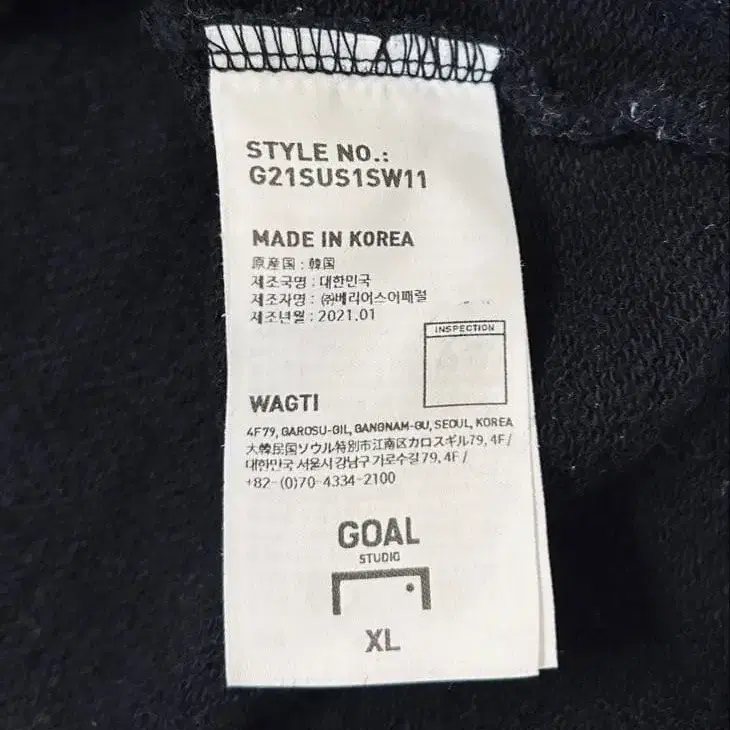 STYLE NO.:
G21SUS1SW11
MADE IN KOREA
原産国 : 韓国
제조국명 : 대한민국
제조자명 : ㈜베리어스어패럴
제조년월 : 2021.01
INSPECTION
WAGTI
4F79, GAROSU-GIL, GANGNAM-GU, SEOUL, KOREA
大韓民国ソウル特別市江南区カロスギル79, 4F /
대한민국 서울시 강남구 가로수길 79, 4F /
+82-(0)70-4334-2100
GOAL
STUDIO
XL